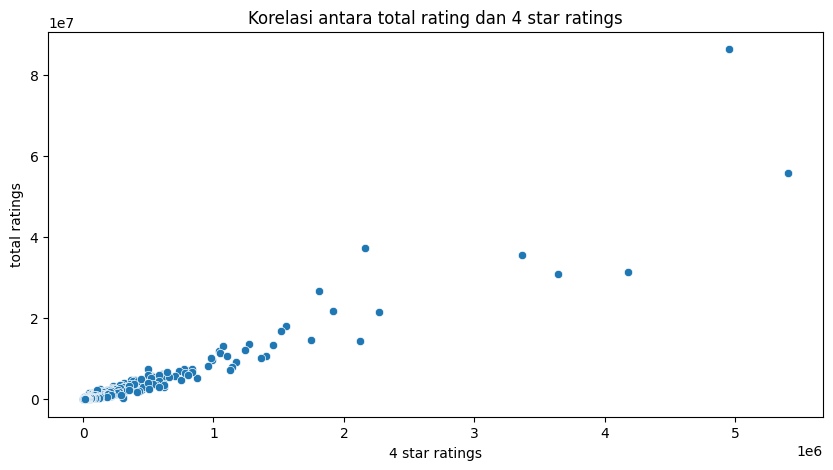 Korelasi antara total rating dan 4 star ratings
1e7
8
6
4
2
0
total ratings
0 1 2 3 4 5
4 star ratings
1e6